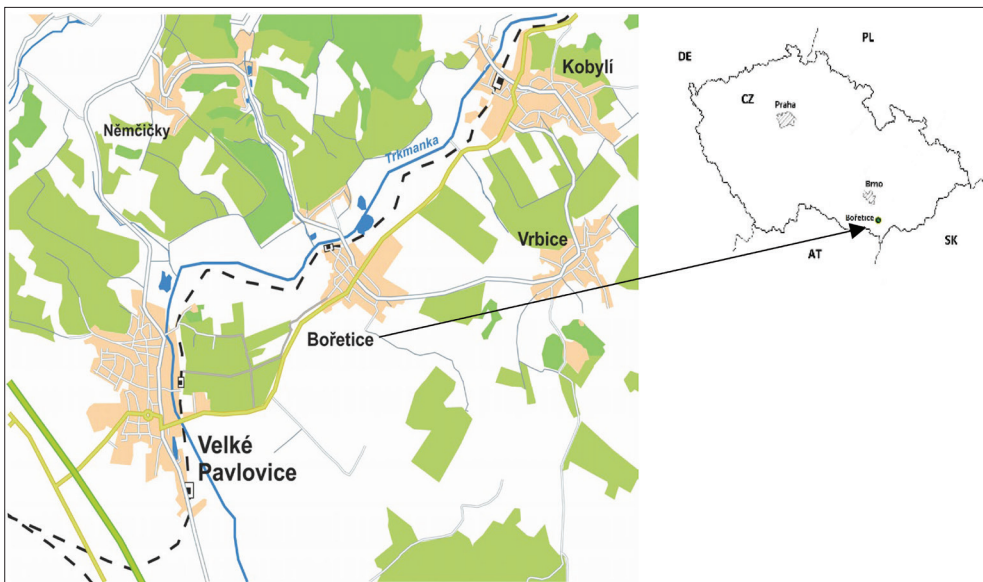 Kobylí
Němčičky
Trkmanka
Vrbice
Bořetice
Velké
Pavlovice
PL
DE
CZ
Praha
Brno
Bořetice
AT
SK